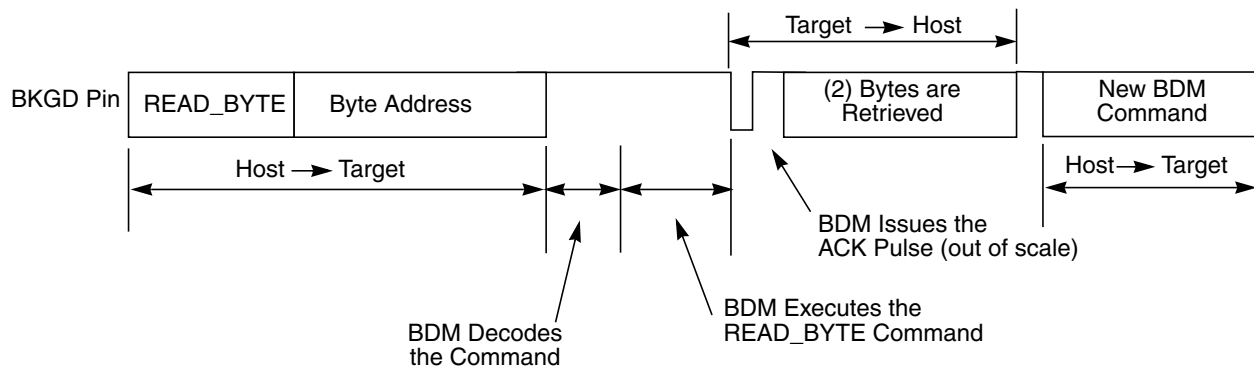 Target Host
BKGD Pin
READ_BYTE
Byte Address
(2) Bytes are
Retrieved
New BDM
Command
Host Target
Host Target
BDM Issues the
ACK Pulse (out of scale)
BDM Decodes
the Command
BDM Executes the
READ_BYTE Command